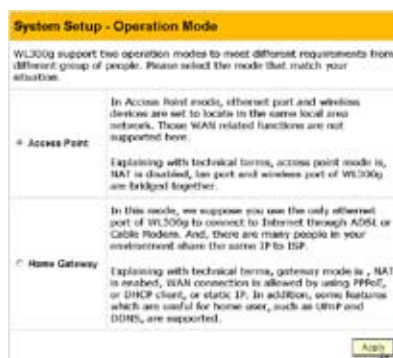 System Setup - Operation Mode
WL300g support two operation modes to meet different requirements from
different group of people. Please select the mode that match your
situation.
Access Point
In Access Point mode, ethernet port and wireless
devices are set to locate in the same local area
network. Those WAN related functions are not
supported here.
Explaining with technical terms, access point mode is,
NAT is disabled, lan port and wireless port of WL300g
are bridged together.
Home Gateway
In this mode, we suppose you use the only ethernet
port of WL300g to connect to Internet through ADSL or
Cable Modem. And, there are many people in your
environment share the same IP to ISP.
Explaining with technical terms, gateway mode is , NAT
is enabed, WAN connection is allowed by using PPPoE,
or DHCP client, or static IP. In addition, some features
which are useful for home user, such as UPnP and
DDNS, are supported.
Apply